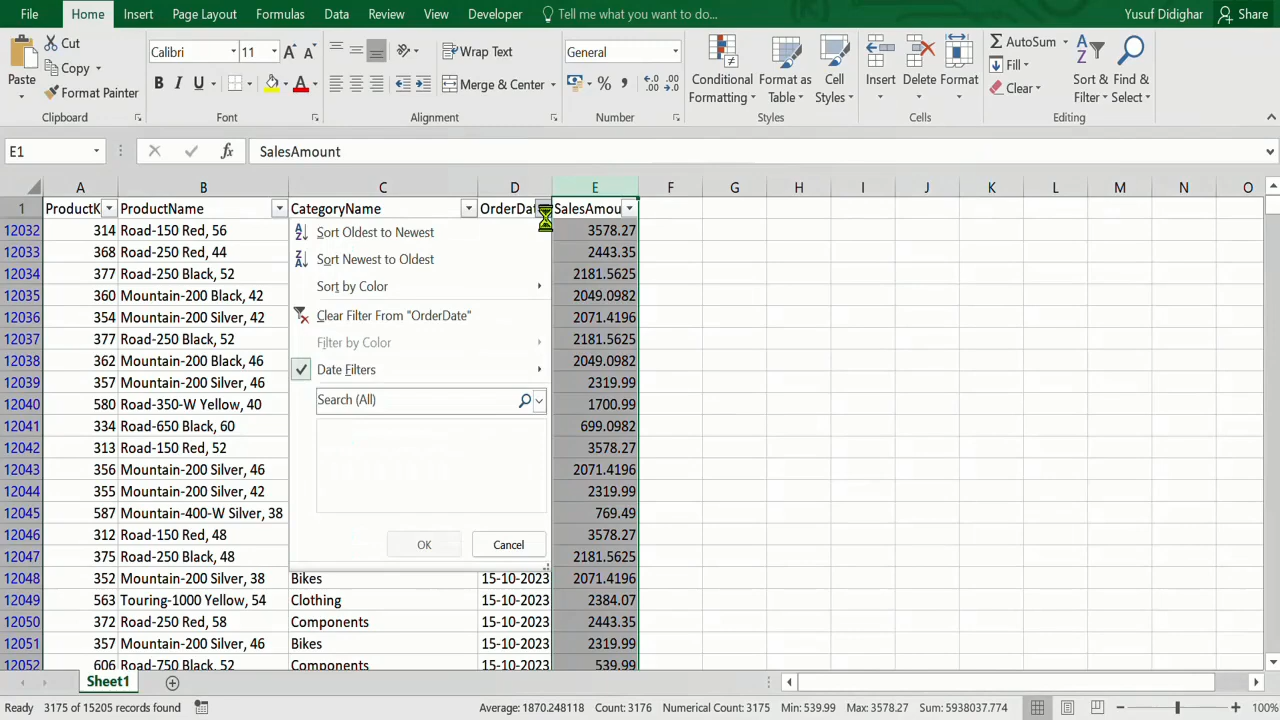 File Home Insert Page Layout Formulas Data Review View Developer Tell me what you want to do... Yusuf Didighar Share
Paste Cut Copy Format Painter Clipboard
Calibri 11 B I U Font
Wrap Text Merge & Center Alignment
General % , Number
Conditional Formatting Format as Table Cell Styles Styles
Insert Delete Format Cells
AutoSum Fill Clear Sort & Filter Find & Select Editing
E1 fx SalesAmount
A B C D E F G H I J K L M N O
1 ProductK ProductName CategoryName OrderDat SalesAmou
12032 314 Road-150 Red, 56 3578.27
12033 368 Road-250 Red, 44 2443.35
12034 377 Road-250 Black, 52 2181.5625
12035 360 Mountain-200 Black, 42 2049.0982
12036 354 Mountain-200 Silver, 42 2071.4196
12037 377 Road-250 Black, 52 2181.5625
12038 362 Mountain-200 Black, 46 2049.0982
12039 357 Mountain-200 Silver, 46 2319.99
12040 580 Road-350-W Yellow, 40 1700.99
12041 334 Road-650 Black, 60 699.0982
12042 313 Road-150 Red, 52 3578.27
12043 356 Mountain-200 Silver, 46 2071.4196
12044 355 Mountain-200 Silver, 42 2319.99
12045 587 Mountain-400-W Silver, 38 769.49
12046 312 Road-150 Red, 48 3578.27
12047 375 Road-250 Black, 48 2181.5625
12048 352 Mountain-200 Silver, 38 Bikes 15-10-2023 2071.4196
12049 563 Touring-1000 Yellow, 54 Clothing 15-10-2023 2384.07
12050 372 Road-250 Red, 58 Components 15-10-2023 2443.35
12051 357 Mountain-200 Silver, 46 Bikes 15-10-2023 2319.99
12052 606 Road-750 Black, 52 Components 15-10-2023 539.99
Sort Oldest to Newest
Sort Newest to Oldest
Sort by Color
Clear Filter From "OrderDate"
Filter by Color
Date Filters
Search (All)
OK Cancel
Sheet1
Ready 3175 of 15205 records found Average: 1870.248118 Count: 3176 Numerical Count: 3175 Min: 539.99 Max: 3578.27 Sum: 5938037.774 100%